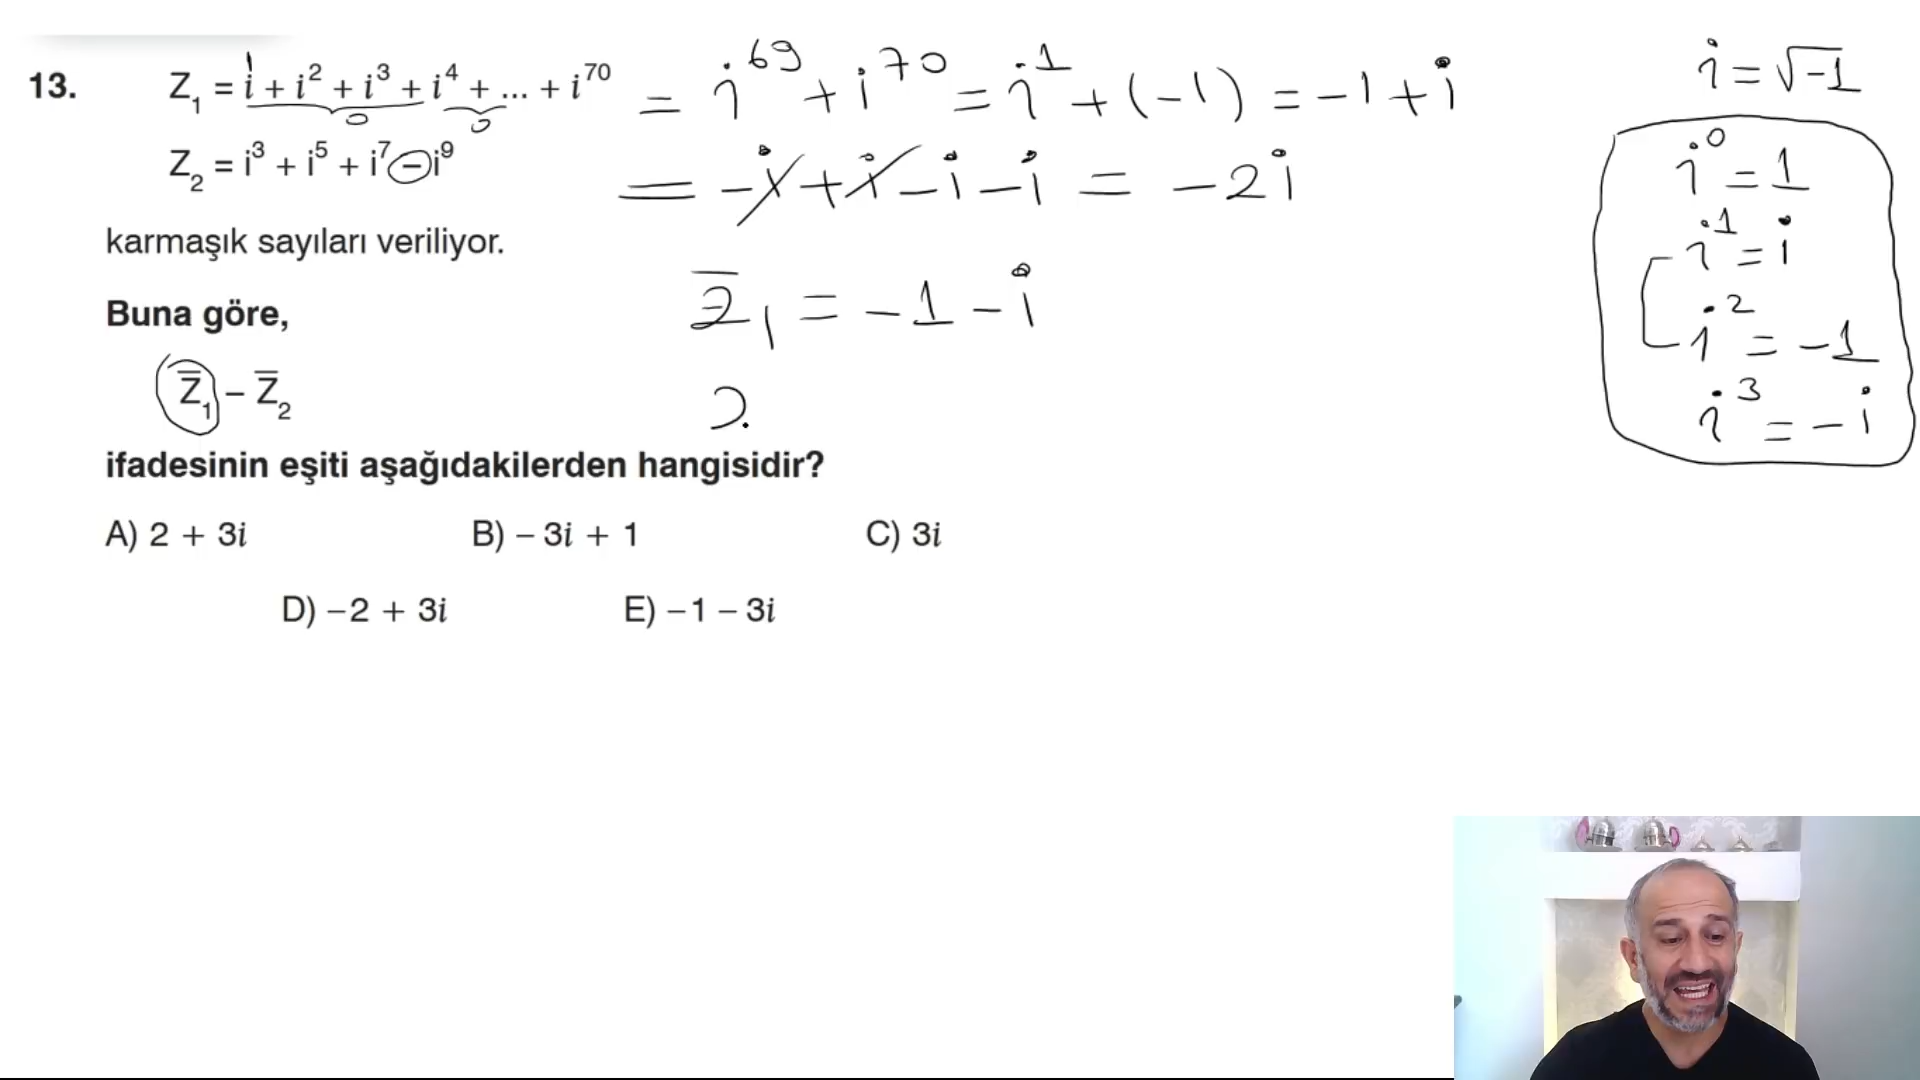 13. Z₁ = i + i² + i³ + i⁴ + ... + i⁷⁰ = i⁶⁹ + i⁷⁰ = i¹ + (-1) = -1 + i
0 0
Z₂ = i³ + i⁵ + i⁷ - i⁹ = -i + i - i - i = -2i
karmaşık sayıları veriliyor.
Z̅₁ = -1 - i
Buna göre,
Z̅₁ – Z̅₂
ifadesinin eşiti aşağıdakilerden hangisidir?
A) 2 + 3i B) – 3i + 1 C) 3i
D) –2 + 3i E) –1 – 3i
i = √-1
i⁰ = 1
i¹ = i
i² = -1
i³ = -i